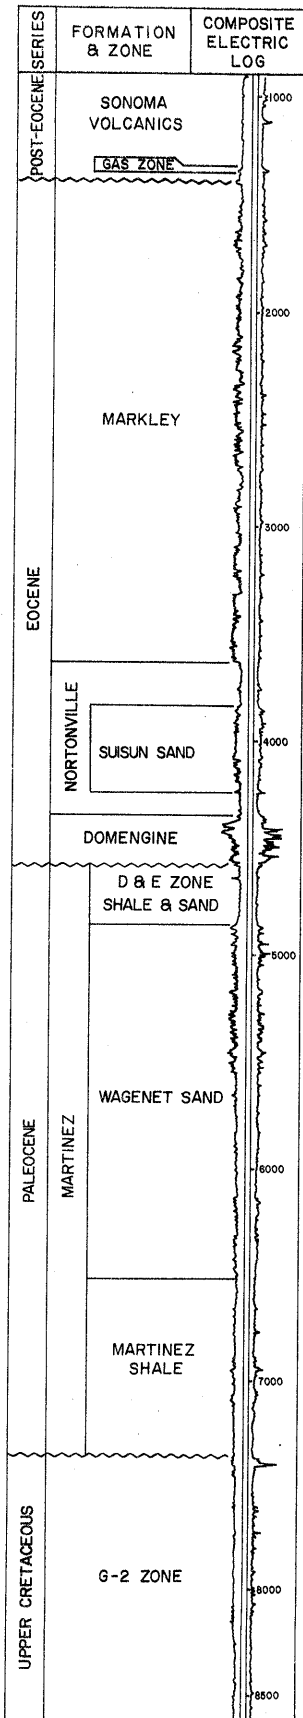 SERIES
FORMATION
& ZONE
COMPOSITE
ELECTRIC
LOG
POST-EOCENE
SONOMA
VOLCANICS
GAS ZONE
1000
EOCENE
MARKLEY
2000
3000
NORTONVILLE
SUISUN SAND
4000
DOMENGINE
PALEOCENE
MARTINEZ
D & E ZONE
SHALE & SAND
5000
WAGENET SAND
6000
MARTINEZ
SHALE
7000
UPPER CRETACEOUS
G-2 ZONE
8000
8500